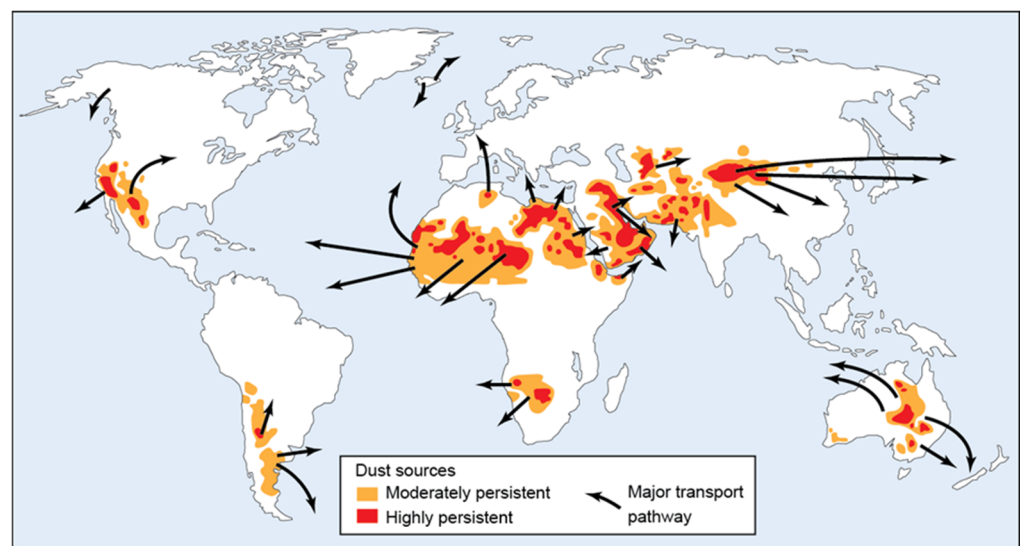 Dust sources
Moderately persistent
Highly persistent
Major transport
pathway